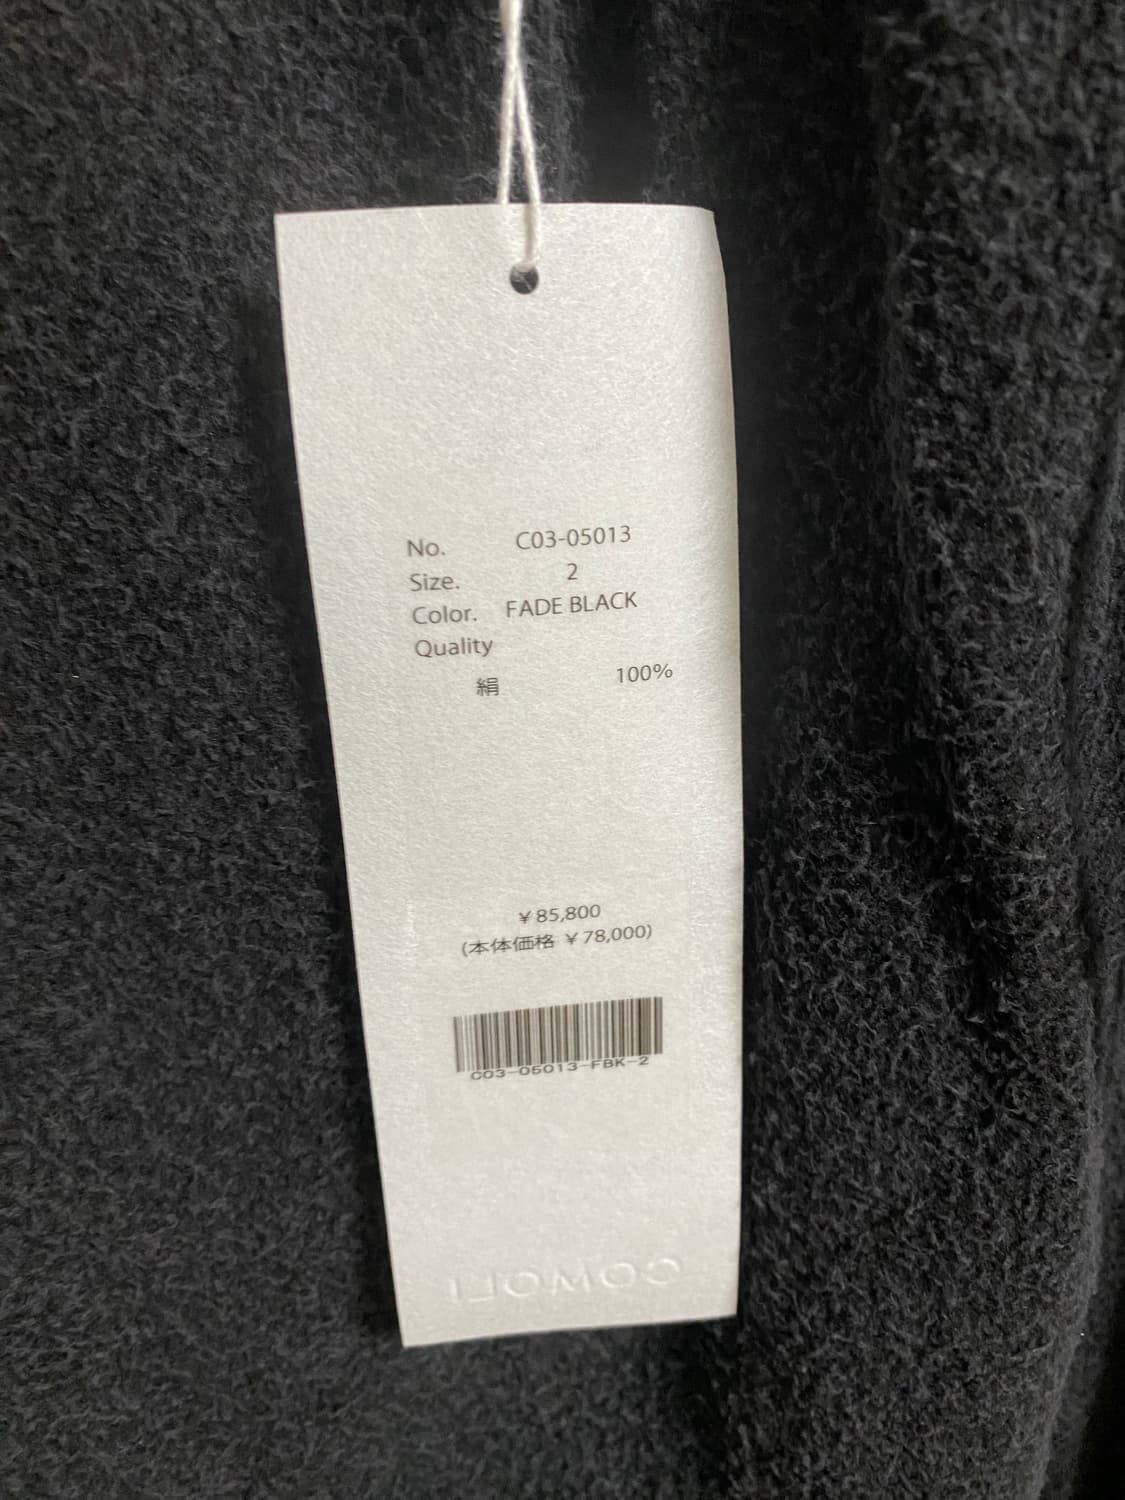 No. C03-05013
Size. 2
Color. FADE BLACK
Quality
絹 100%
￥85,800
(本体価格 ￥78,000)
C03-05013-FBK-2
COMOLI